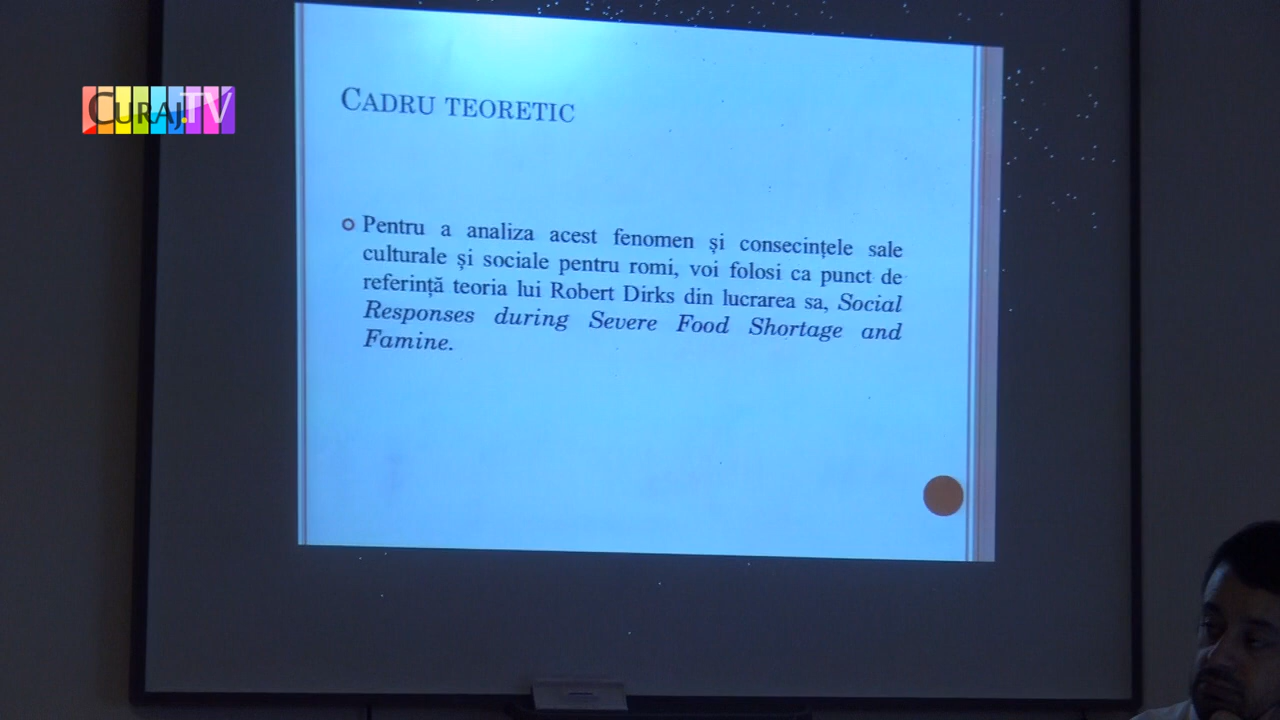 CURAJ.TV
CADRU TEORETIC
Pentru a analiza acest fenomen și consecințele sale
culturale și sociale pentru romi, voi folosi ca punct de
referință teoria lui Robert Dirks din lucrarea sa, Social
Responses during Severe Food Shortage and
Famine.